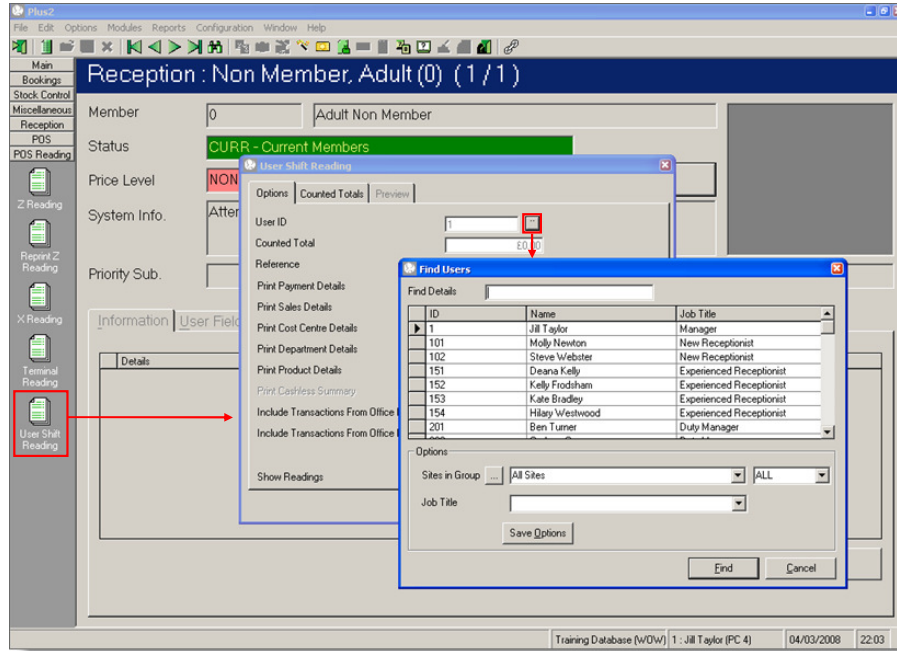 Plus2
File Edit Options Modules Reports Configuration Window Help
Main
Bookings
Stock Control
Miscellaneous
Reception
POS
POS Reading
Z Reading
Reprint Z
Reading
X Reading
Terminal
Reading
User Shift
Reading
Reception : Non Member, Adult (0) ( 1 / 1 )
Member 0 Adult Non Member
Status CURR - Current Members
Price Level NON
System Info. Atter
Priority Sub.
Information User Field
Details
User Shift Reading
Options Counted Totals Preview
User ID 1 ...
Counted Total £0.00
Reference
Print Payment Details
Print Sales Details
Print Cost Centre Details
Print Department Details
Print Product Details
Print Cashless Summary
Include Transactions From Office
Include Transactions From Office
Show Readings
Find Users
Find Details
ID Name Job Title
1 Jill Taylor Manager
101 Molly Newton New Receptionist
102 Steve Webster New Receptionist
151 Deana Kelly Experienced Receptionist
152 Kelly Frodsham Experienced Receptionist
153 Kate Bradley Experienced Receptionist
154 Hilary Westwood Experienced Receptionist
201 Ben Turner Duty Manager
Options
Sites in Group ... All Sites ALL
Job Title
Save Options
Find Cancel
Training Database (WOW) 1 : Jill Taylor (PC 4) 04/03/2008 22:03